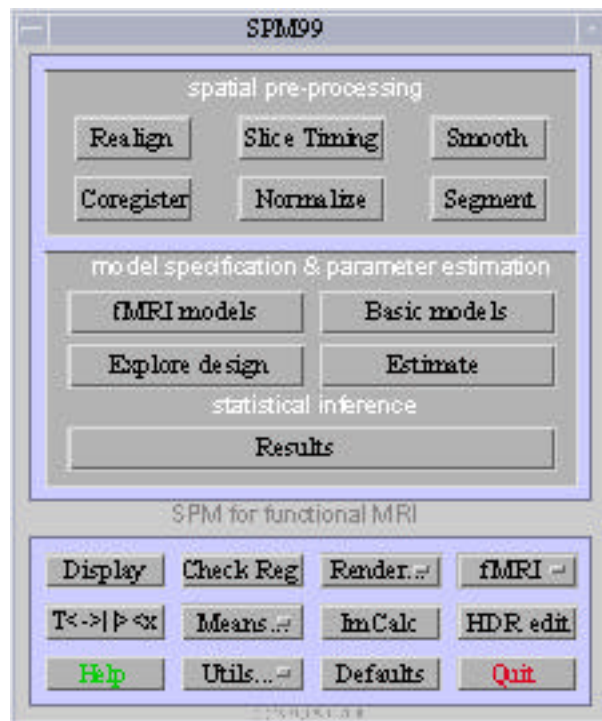 SPM99
spatial pre-processing
Realign Slice Timing Smooth
Coregister Normalize Segment
model specification & parameter estimation
fMRI models Basic models
Explore design Estimate
statistical inference
Results
SPM for functional MRI
Display Check Reg Render... fMRI
Means... ImCalc HDR edit
Help Utils... Defaults Quit